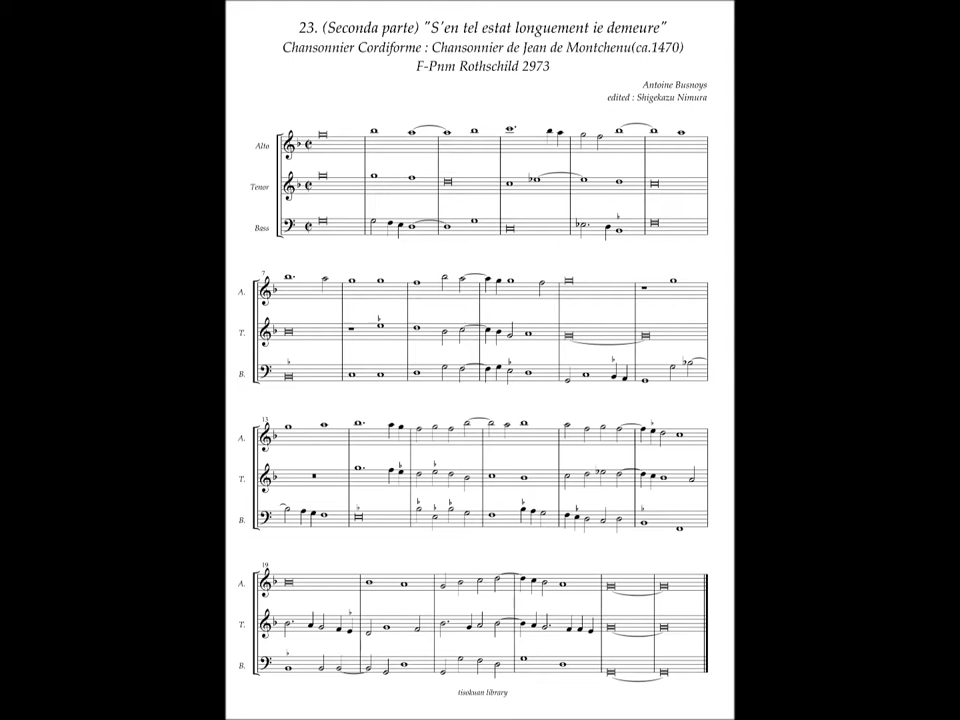 23. (Seconda parte) "S'en tel estat longuement ie demeure"
Chansonnier Cordiforme : Chansonnier de Jean de Montchenu(ca.1470)
F-Pnm Rothschild 2973
Antoine Busnoys
edited : Shigekazu Nimura
Alto
Tenor
Bass
7
A.
T.
B.
13
A.
T.
B.
19
A.
T.
B.
tisokuan library